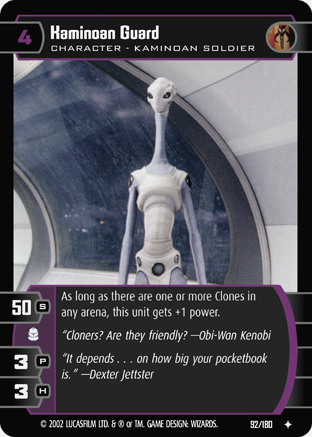 4 Kaminoan Guard
CHARACTER - KAMINOAN SOLDIER
50 S
As long as there are one or more Clones in
any arena, this unit gets +1 power.
“Cloners? Are they friendly? —Obi-Wan Kenobi
3 P
“It depends . . . on how big your pocketbook
is.” —Dexter Jettster
3 H
© 2002 LUCASFILM LTD. & ® or TM. GAME DESIGN: WIZARDS. 92/180